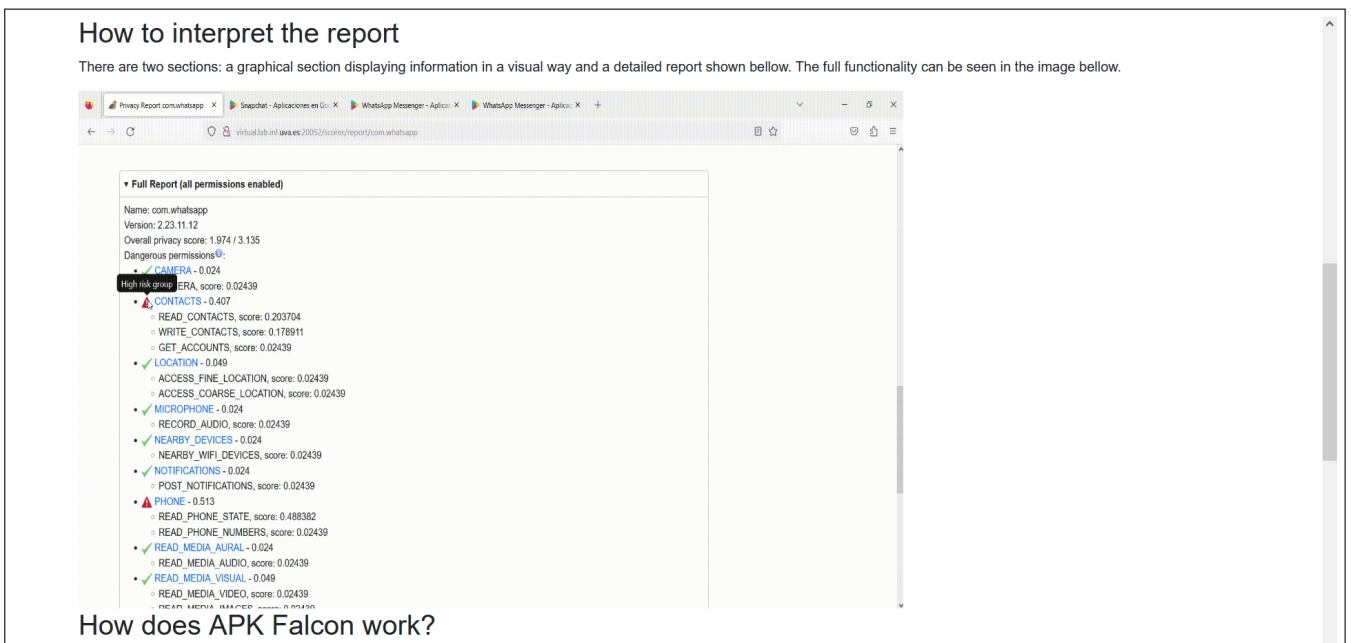 How to interpret the report
There are two sections: a graphical section displaying information in a visual way and a detailed report shown bellow. The full functionality can be seen in the image bellow.
Privacy Report com.whatsapp
Snapchat - Aplicaciones en Goo
WhatsApp Messenger - Aplicac
WhatsApp Messenger - Aplicac
virtual.lab.inf.uva.es:20052/scorer/report/com.whatsapp
▾ Full Report (all permissions enabled)
Name: com.whatsapp
Version: 2.23.11.12
Overall privacy score: 1.974 / 3.135
Dangerous permissions:
CAMERA - 0.024
High risk group
ERA, score: 0.02439
CONTACTS - 0.407
READ_CONTACTS, score: 0.203704
WRITE_CONTACTS, score: 0.178911
GET_ACCOUNTS, score: 0.02439
LOCATION - 0.049
ACCESS_FINE_LOCATION, score: 0.02439
ACCESS_COARSE_LOCATION, score: 0.02439
MICROPHONE - 0.024
RECORD_AUDIO, score: 0.02439
NEARBY_DEVICES - 0.024
NEARBY_WIFI_DEVICES, score: 0.02439
NOTIFICATIONS - 0.024
POST_NOTIFICATIONS, score: 0.02439
PHONE - 0.513
READ_PHONE_STATE, score: 0.488382
READ_PHONE_NUMBERS, score: 0.02439
READ_MEDIA_AURAL - 0.024
READ_MEDIA_AUDIO, score: 0.02439
READ_MEDIA_VISUAL - 0.049
READ_MEDIA_VIDEO, score: 0.02439
READ_MEDIA_IMAGES, score: 0.02439
How does APK Falcon work?